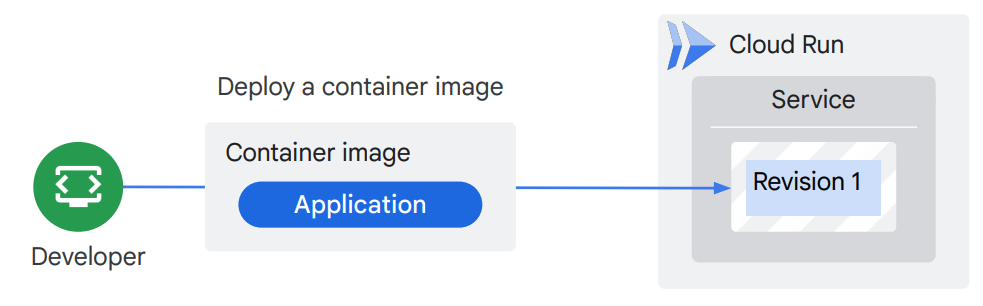 Cloud Run
Deploy a container image
Service
Container image
Revision 1
Application
Developer